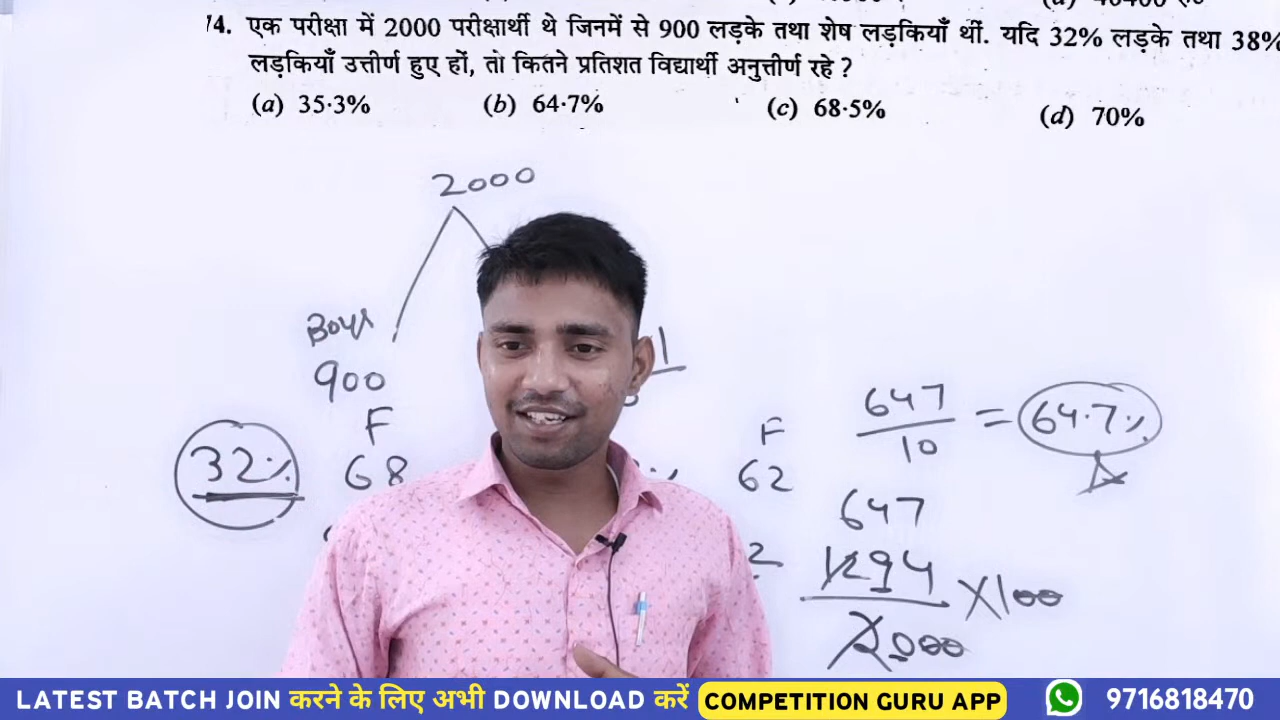 74. एक परीक्षा में 2000 परीक्षार्थी थे जिनमें से 900 लड़के तथा शेष लड़कियाँ थीं. यदि 32% लड़के तथा 38%
लड़कियाँ उत्तीर्ण हुए हों, तो कितने प्रतिशत विद्यार्थी अनुत्तीर्ण रहे ?
(a) 35·3% (b) 64·7% (c) 68·5% (d) 70%
2000
Boys
900
F
32%
68
F
62
647
10
= 64.7%
647
1294
2000
×100
LATEST BATCH JOIN करने के लिए अभी DOWNLOAD करें COMPETITION GURU APP 9716818470